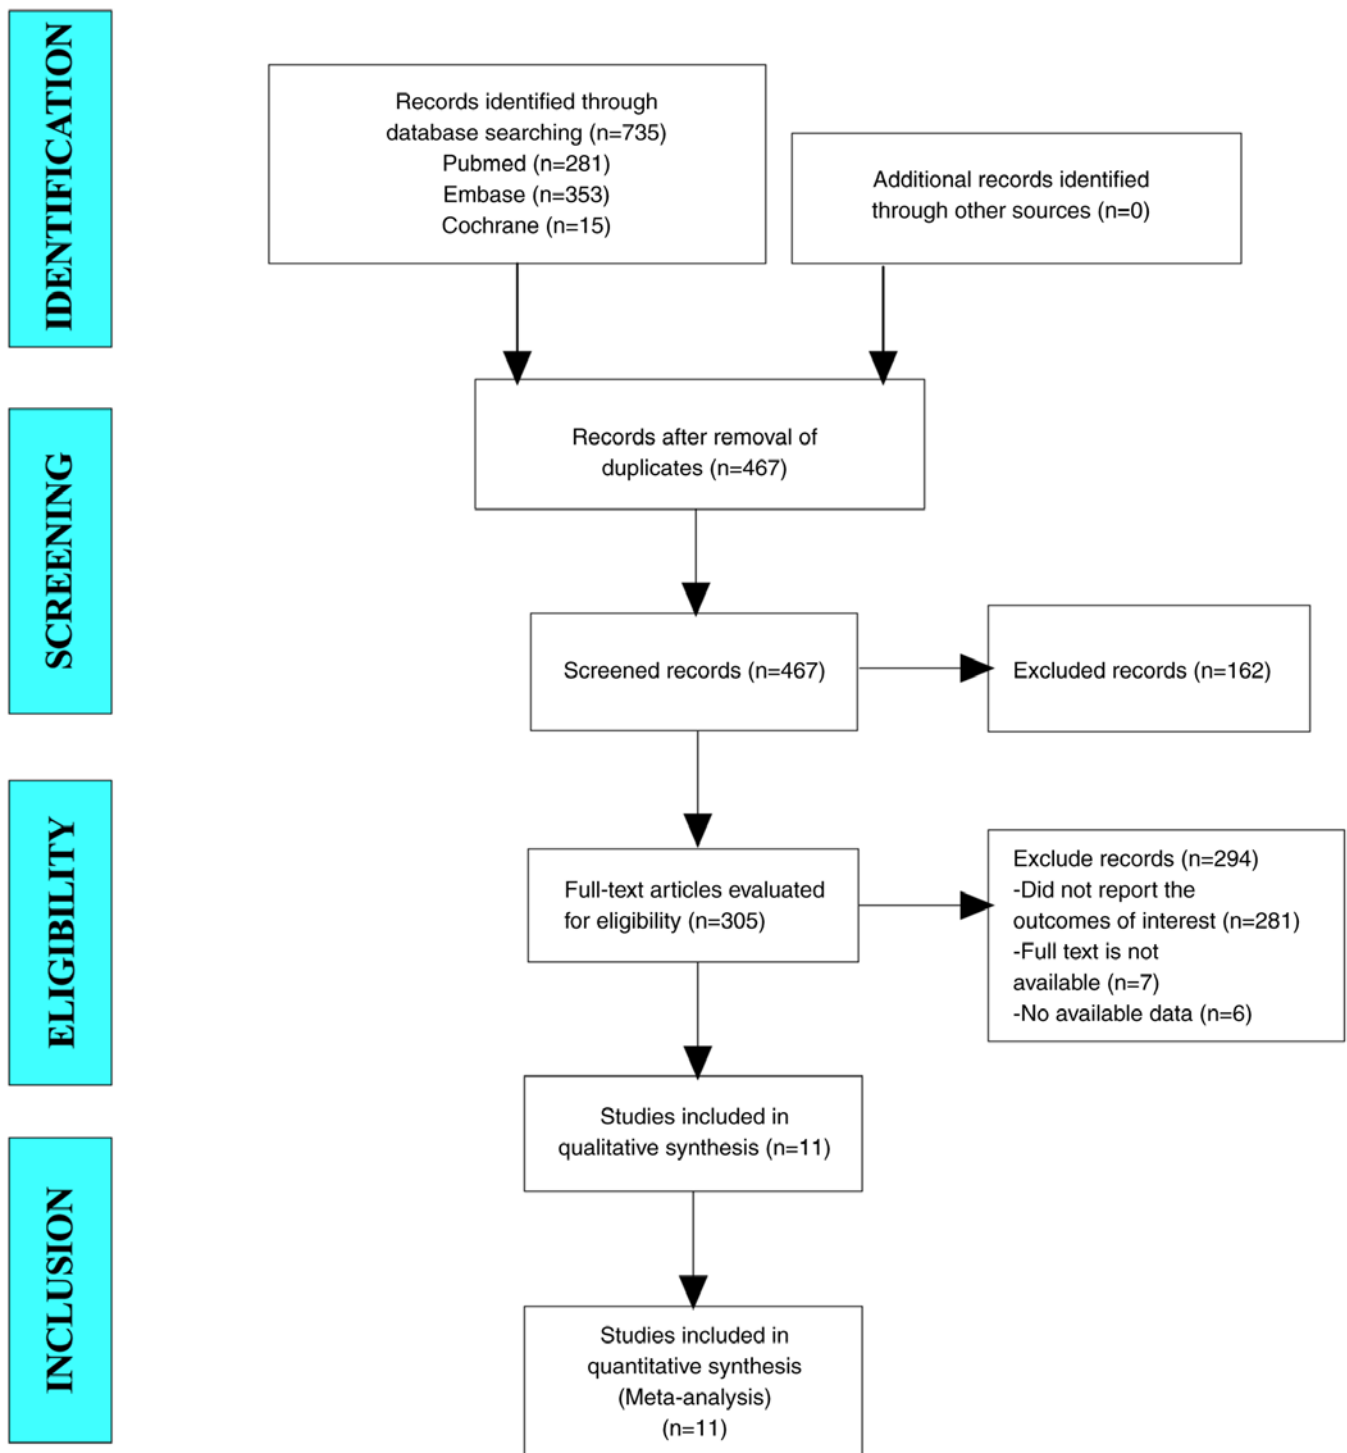 IDENTIFICATION
Records identified through
database searching (n=735)
Pubmed (n=281)
Embase (n=353)
Cochrane (n=15)
Additional records identified
through other sources (n=0)
SCREENING
Records after removal of
duplicates (n=467)
Screened records (n=467)
Excluded records (n=162)
ELIGIBILITY
Full-text articles evaluated
for eligibility (n=305)
Exclude records (n=294)
-Did not report the
outcomes of interest (n=281)
-Full text is not
available (n=7)
-No available data (n=6)
Studies included in
qualitative synthesis (n=11)
INCLUSION
Studies included in
quantitative synthesis
(Meta-analysis)
(n=11)